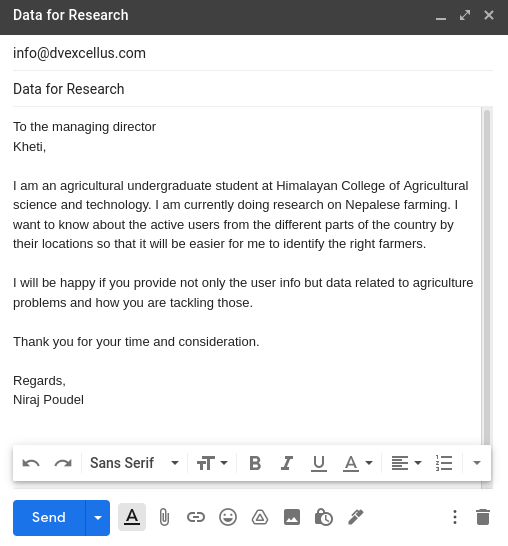 Data for Research
info@dvexcellus.com
Data for Research
To the managing director
Kheti,
I am an agricultural undergraduate student at Himalayan College of Agricultural
science and technology. I am currently doing research on Nepalese farming. I
want to know about the active users from the different parts of the country by
their locations so that it will be easier for me to identify the right farmers.
I will be happy if you provide not only the user info but data related to agriculture
problems and how you are tackling those.
Thank you for your time and consideration.
Regards,
Niraj Poudel
Sans Serif
Send